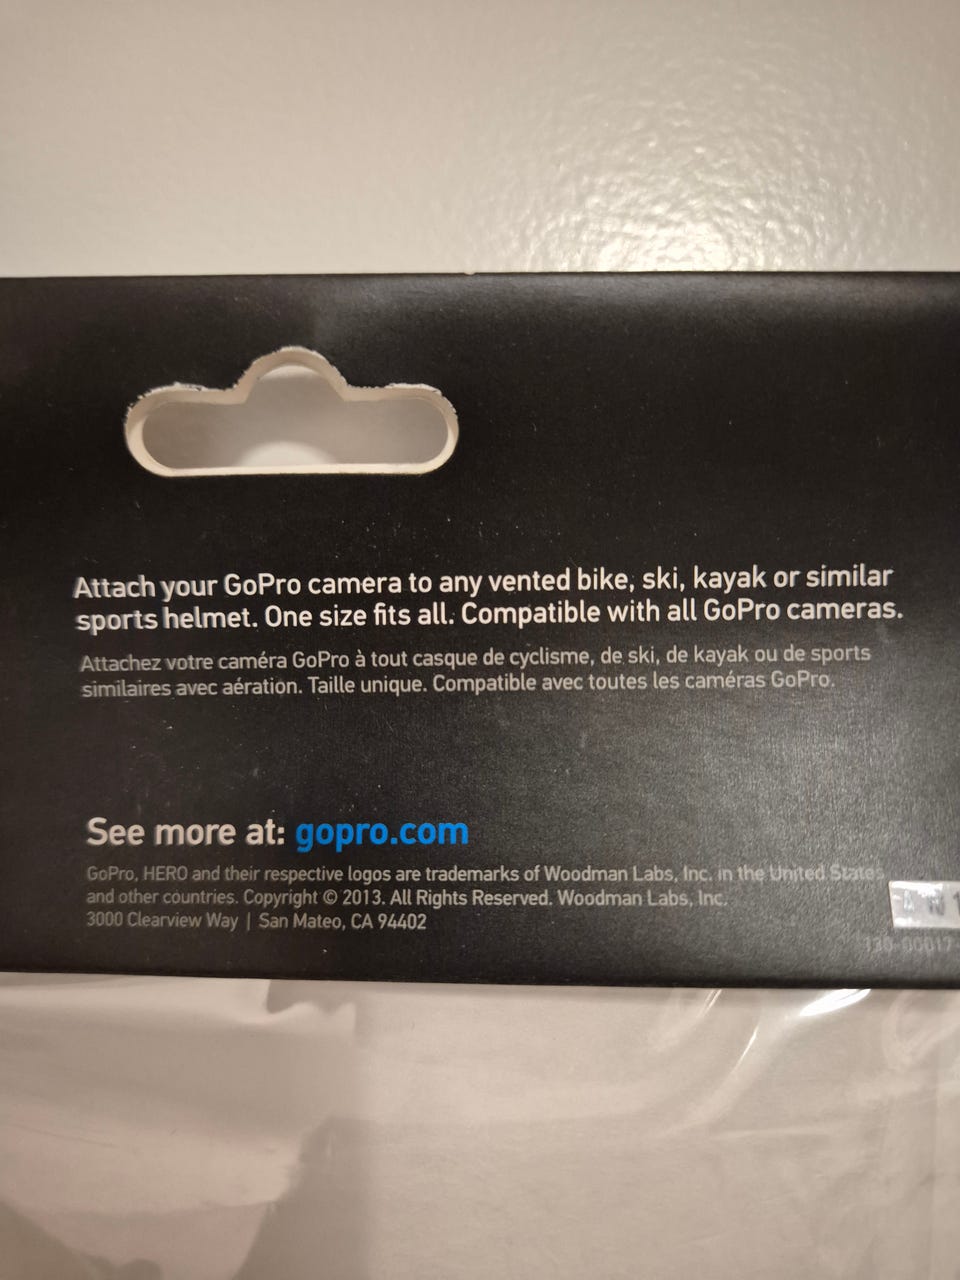 Attach your GoPro camera to any vented bike, ski, kayak or similar
sports helmet. One size fits all. Compatible with all GoPro cameras.
Attachez votre caméra GoPro à tout casque de cyclisme, de ski, de kayak ou de sports
similaires avec aération. Taille unique. Compatible avec toutes les caméras GoPro.
See more at: gopro.com
GoPro, HERO and their respective logos are trademarks of Woodman Labs, Inc. in the United States
and other countries. Copyright © 2013. All Rights Reserved. Woodman Labs, Inc.
3000 Clearview Way | San Mateo, CA 94402
130-00017-